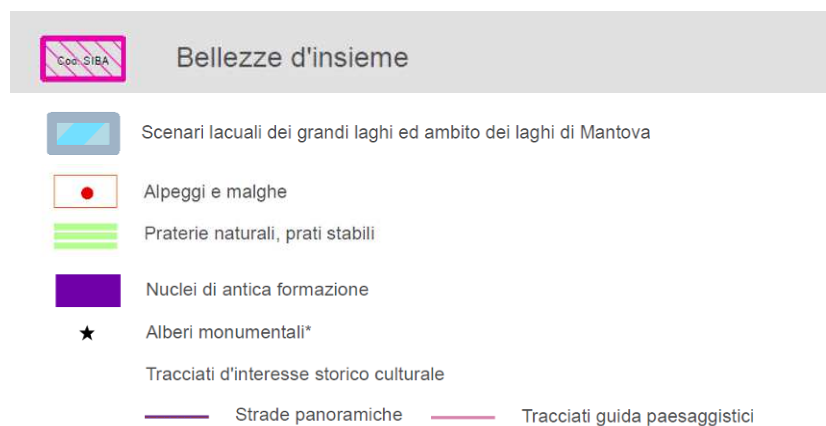 Cod. SIBA Bellezze d'insieme
Scenari lacuali dei grandi laghi ed ambito dei laghi di Mantova
Alpeggi e malghe
Praterie naturali, prati stabili
Nuclei di antica formazione
Alberi monumentali*
Tracciati d'interesse storico culturale
Strade panoramiche Tracciati guida paesaggistici